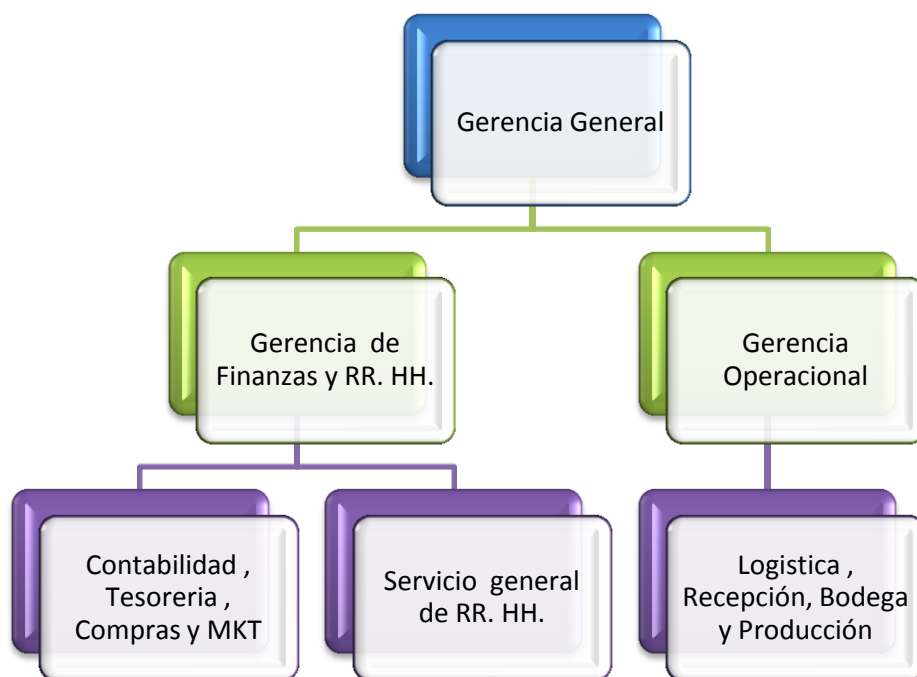 Gerencia General
Gerencia de
Finanzas y RR. HH.
Gerencia
Operacional
Contabilidad ,
Tesoreria ,
Compras y MKT
Servicio general
de RR. HH.
Logistica ,
Recepción, Bodega
y Producción